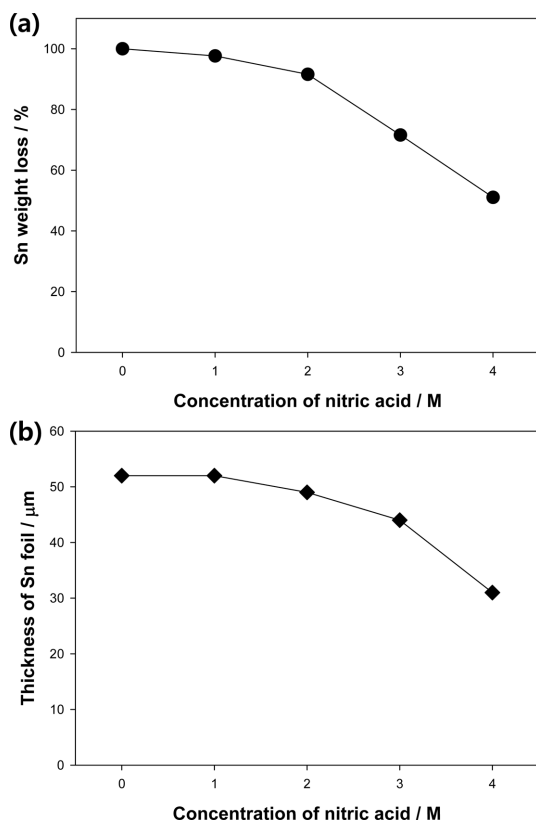 (a)
Sn weight loss / %
100
80
60
40
20
0
0 1 2 3 4
Concentration of nitric acid / M
(b)
Thickness of Sn foil / μm
60
50
40
30
20
10
0
0 1 2 3 4
Concentration of nitric acid / M